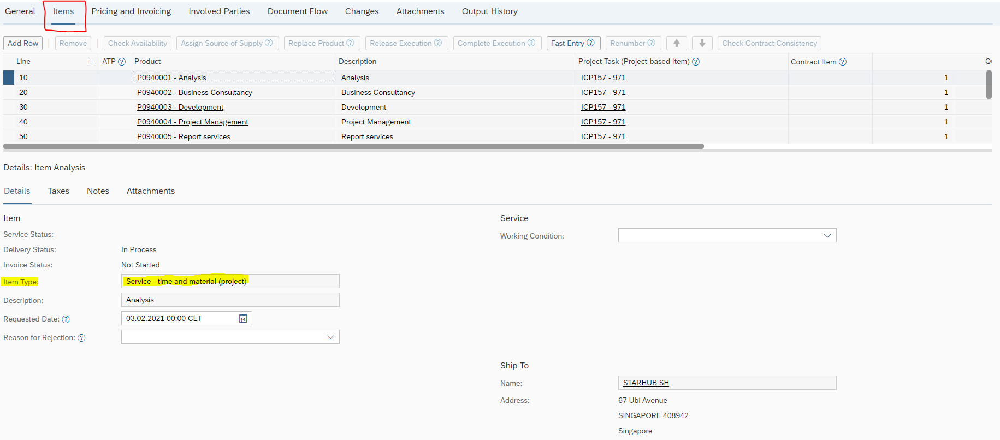 General Items Pricing and Invoicing Involved Parties Document Flow Changes Attachments Output History
Add Row | Remove | Check Availability Assign Source of Supply ? Replace Product ? Release Execution ? Complete Execution ? Fast Entry ? Renumber ? Check Contract Consistency
Line ATP ? Product Description Project Task (Project-based Item) ? Contract Item ?
10 P0940001 - Analysis Analysis ICP157 - 971 1
20 P0940002 - Business Consultancy Business Consultancy ICP157 - 971 1
30 P0940003 - Development Development ICP157 - 971 1
40 P0940004 - Project Management Project Management ICP157 - 971 1
50 P0940005 - Report services Report services ICP157 - 971 1
Details: Item Analysis
Details Taxes Notes Attachments
Item
Service Status:
Delivery Status: In Process
Invoice Status: Not Started
Item Type: Service - time and material (project)
Description: Analysis
Requested Date: ? 03.02.2021 00:00 CET 14
Reason for Rejection: ?
Service
Working Condition:
Ship-To
Name: STARHUB SH
Address: 67 Ubi Avenue
SINGAPORE 408942
Singapore